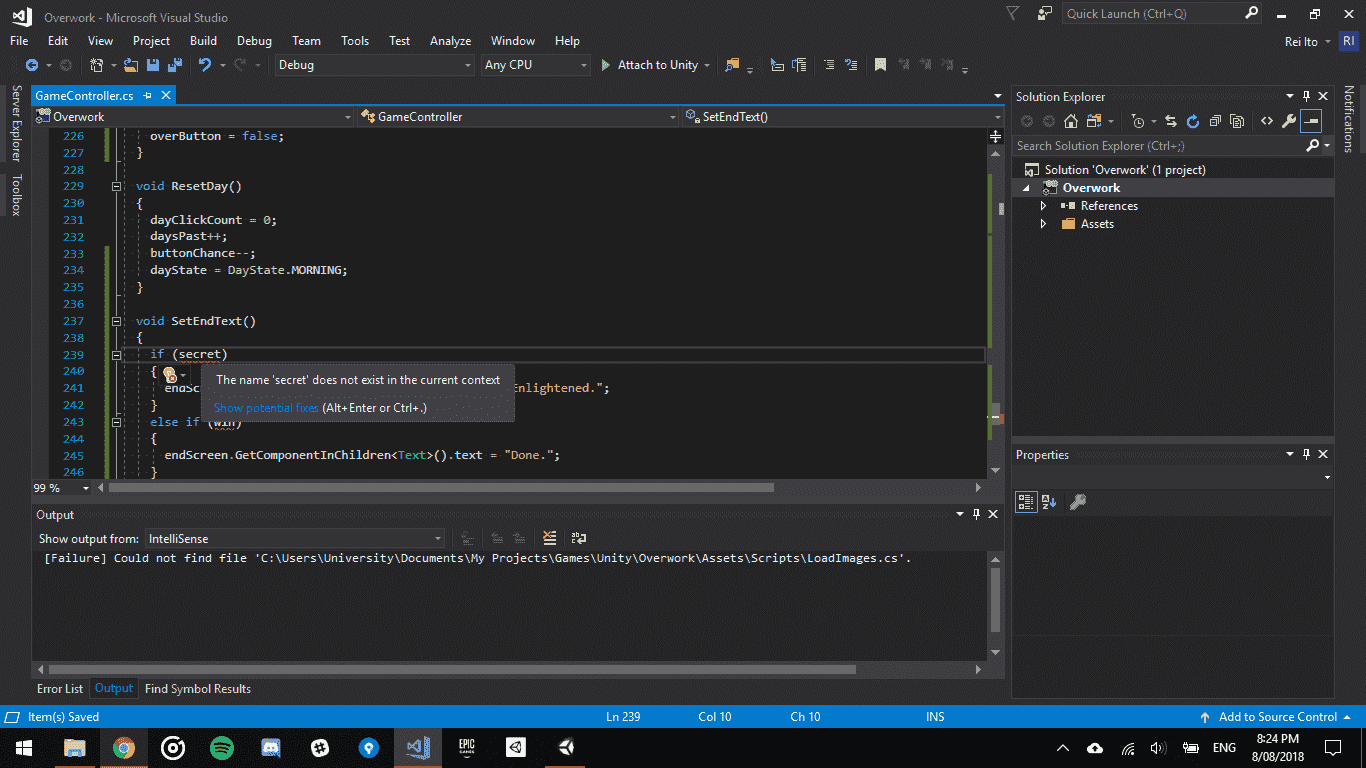 Overwork - Microsoft Visual Studio
Quick Launch (Ctrl+Q)
File Edit View Project Build Debug Team Tools Test Analyze Window Help
Rei Ito RI
Debug Any CPU Attach to Unity
Server Explorer
Toolbox
GameController.cs
Overwork GameController SetEndText()
226 overButton = false;
227 }
228
229 void ResetDay()
230 {
231 dayClickCount = 0;
232 daysPast++;
233 buttonChance--;
234 dayState = DayState.MORNING;
235 }
236
237 void SetEndText()
238 {
239 if (secret)
240 {
The name 'secret' does not exist in the current context
241 endScr Enlightened.";
242 }
Show potential fixes (Alt+Enter or Ctrl+.)
243 else if (win)
244 {
245 endScreen.GetComponentInChildren<Text>().text = "Done.";
246 }
99 %
Output
Show output from: IntelliSense
[Failure] Could not find file 'C:\Users\University\Documents\My Projects\Games\Unity\Overwork\Assets\Scripts\LoadImages.cs'.
Error List Output Find Symbol Results
Solution Explorer
Search Solution Explorer (Ctrl+;)
Solution 'Overwork' (1 project)
Overwork
References
Assets
Properties
Notifications
Item(s) Saved Ln 239 Col 10 Ch 10 INS Add to Source Control
EPIC GAMES
ENG
8:24 PM
8/08/2018